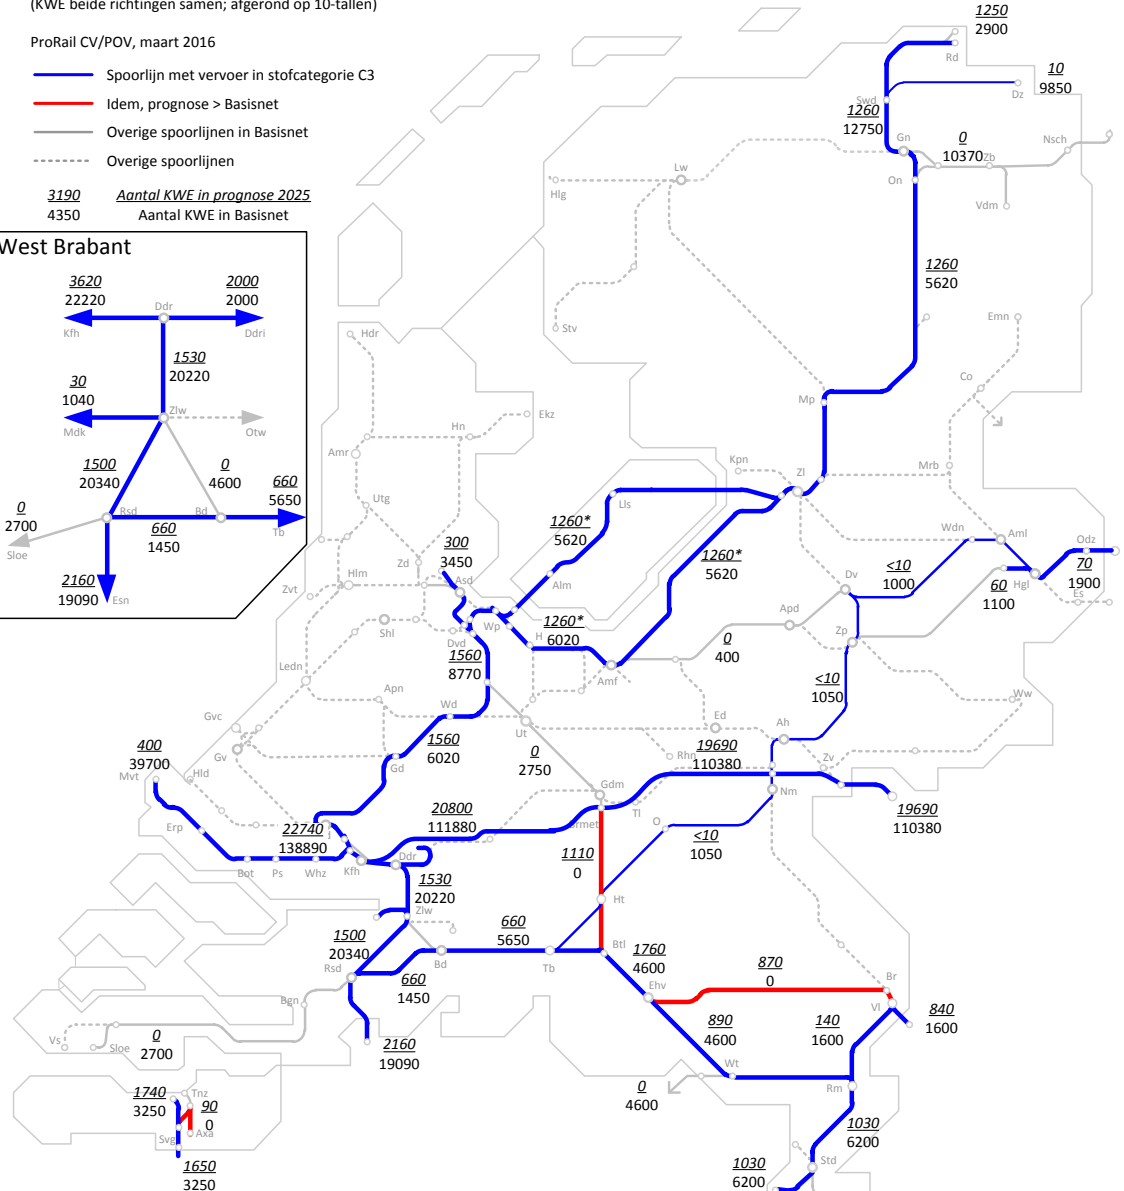 (KWE beide richtingen samen; afgerond op 10-tallen)
ProRail CV/POV, maart 2016
Spoorlijn met vervoer in stofcategorie C3
Idem, prognose > Basisnet
Overige spoorlijnen in Basisnet
Overige spoorlijnen
3190 Aantal KWE in prognose 2025
4350 Aantal KWE in Basisnet
West Brabant
3620
22220
2000
2000
Ddr
Kfh
Ddri
1530
20220
30
1040
Zlw
Mdk
Otw
1500
20340
0
4600
660
5650
0
2700
Rsd
Bd
Tb
Sloe
660
1450
2160
19090
Esn
1250
2900
Rd
10
9850
Dz
Swd
1260
12750
Gn
0
10370
Zb
Nsch
On
Vdm
Lw
Hlg
Stv
1260
5620
Emn
Co
Mp
Hdr
Ekz
Hn
Amr
Kpn
Zl
Mrb
Utg
Lls
1260*
5620
1260*
5620
Wdn
Aml
Odz
70
1900
Es
Hgl
60
1100
<10
1000
300
3450
Zd
Asd
Hlm
Zvt
Alm
Dv
Shl
Wp
Dvd
1260*
6020
H
Apd
Zp
0
400
1560
8770
Ledn
Amf
<10
1050
Apn
Ww
Gvc
Wd
Ut
Ed
Ah
Gv
1560
6020
0
2750
Rhn
19690
110380
Zv
400
39700
Mvt
Hld
Gd
Gdm
Nm
19690
110380
Erp
22740
138890
20800
111880
rmet
Tl
O
<10
1050
Bot
Ps
Whz
Kfh
Ddr
1110
0
1530
20220
Ht
Zlw
1500
20340
660
5650
Btl
1760
4600
Rsd
Bd
Tb
660
1450
Ehv
870
0
Br
Vl
840
1600
Bgn
890
4600
140
1600
Vs
Sloe
0
2700
2160
19090
Wt
0
4600
Rm
1740
3250
Tnz
90
0
Axa
Svg
1030
6200
Std
1650
3250
1030
6200